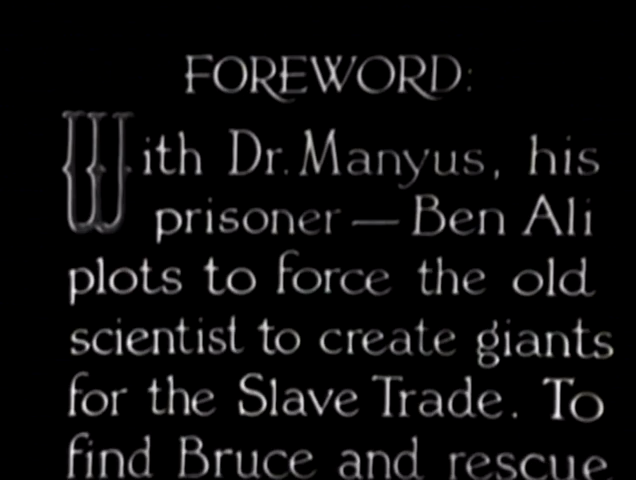 FOREWORD:
With Dr. Manyus, his
prisoner — Ben Ali
plots to force the old
scientist to create giants
for the Slave Trade. To
find Bruce and rescue